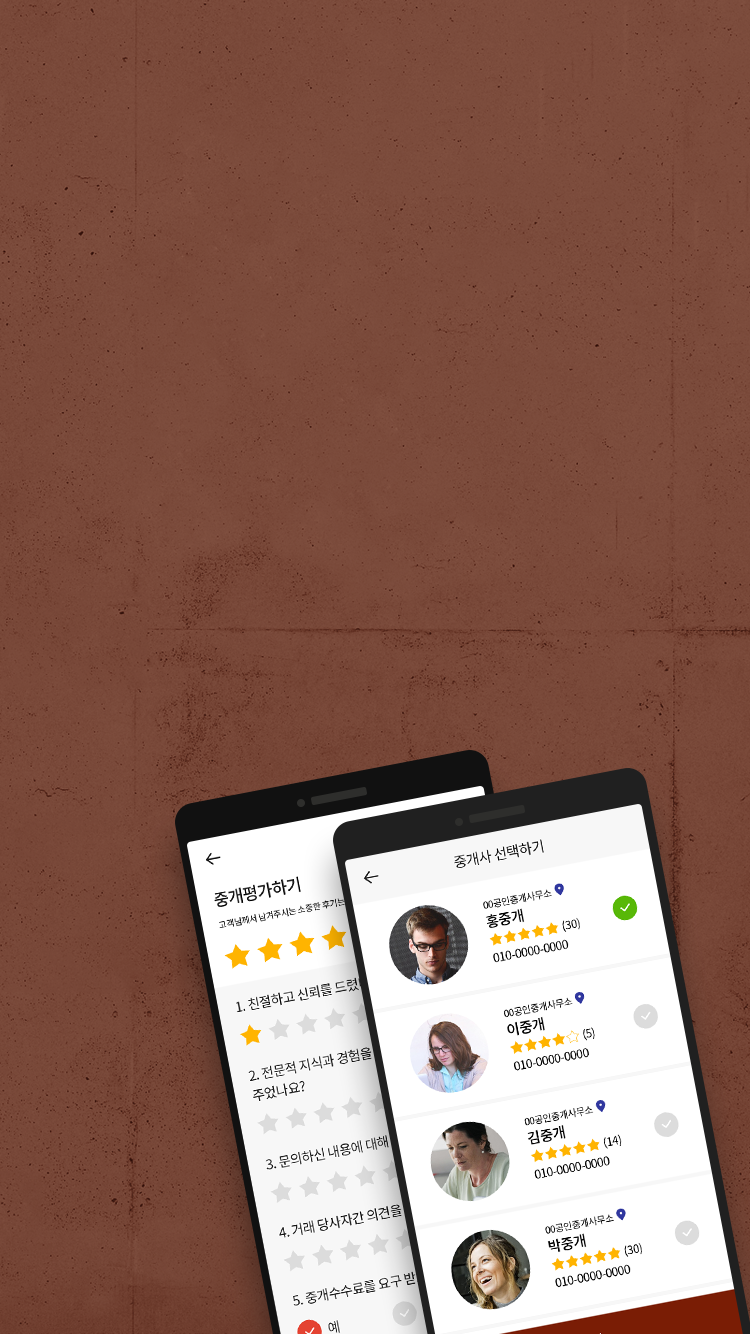 중개평가하기
고객님께서 남겨주시는 소중한 후기는
1. 친절하고 신뢰를 드렸
2. 전문적 지식과 경험을
주었나요?
3. 문의하신 내용에 대해
4. 거래 당사자간 의견을
5. 중개수수료를 요구 받
예
중개사 선택하기
00공인중개사무소
홍중개
(30)
010-0000-0000
00공인중개사무소
이중개
(5)
010-0000-0000
00공인중개사무소
김중개
(14)
010-0000-0000
00공인중개사무소
박중개
(30)
010-0000-0000